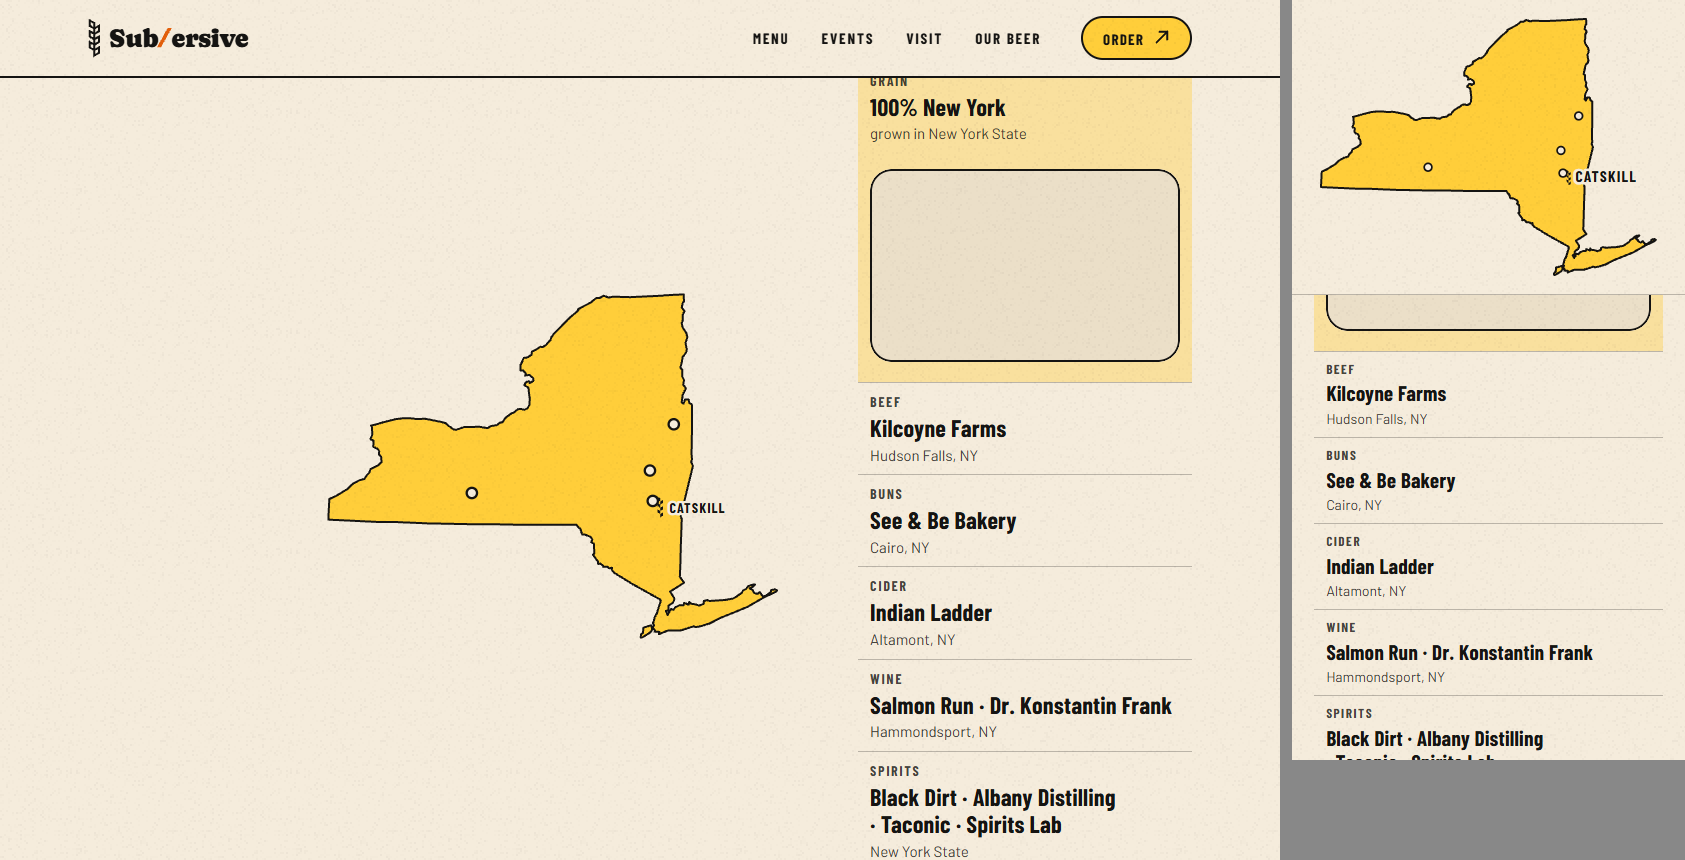 Sub/ersive
MENU
EVENTS
VISIT
OUR BEER
ORDER
GRAIN
100% New York
grown in New York State
BEEF
Kilcoyne Farms
Hudson Falls, NY
BUNS
See & Be Bakery
Cairo, NY
CIDER
Indian Ladder
Altamont, NY
WINE
Salmon Run · Dr. Konstantin Frank
Hammondsport, NY
SPIRITS
Black Dirt · Albany Distilling
· Taconic · Spirits Lab
New York State
CATSKILL
CATSKILL
BEEF
Kilcoyne Farms
Hudson Falls, NY
BUNS
See & Be Bakery
Cairo, NY
CIDER
Indian Ladder
Altamont, NY
WINE
Salmon Run · Dr. Konstantin Frank
Hammondsport, NY
SPIRITS
Black Dirt · Albany Distilling
· Taconic · Spirits Lab